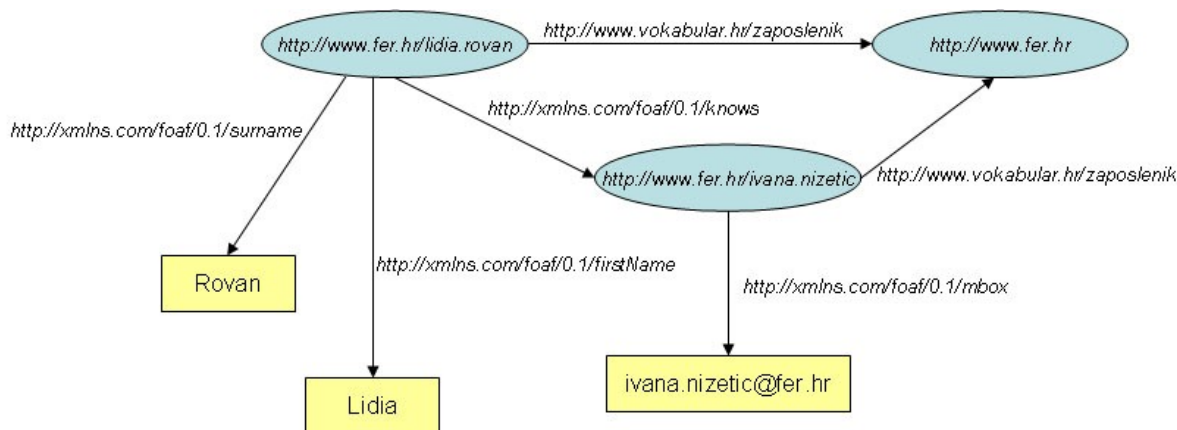 http://www.vokabular.hr/zaposlenik
http://www.fer.hr/lidia.rovan
http://www.fer.hr
http://xmlns.com/foaf/0.1/knows
http://xmlns.com/foaf/0.1/surname
http://www.fer.hr/ivana.nizetic
http://www.vokabular.hr/zaposlenik
http://xmlns.com/foaf/0.1/firstName
http://xmlns.com/foaf/0.1/mbox
Rovan
ivana.nizetic@fer.hr
Lidia